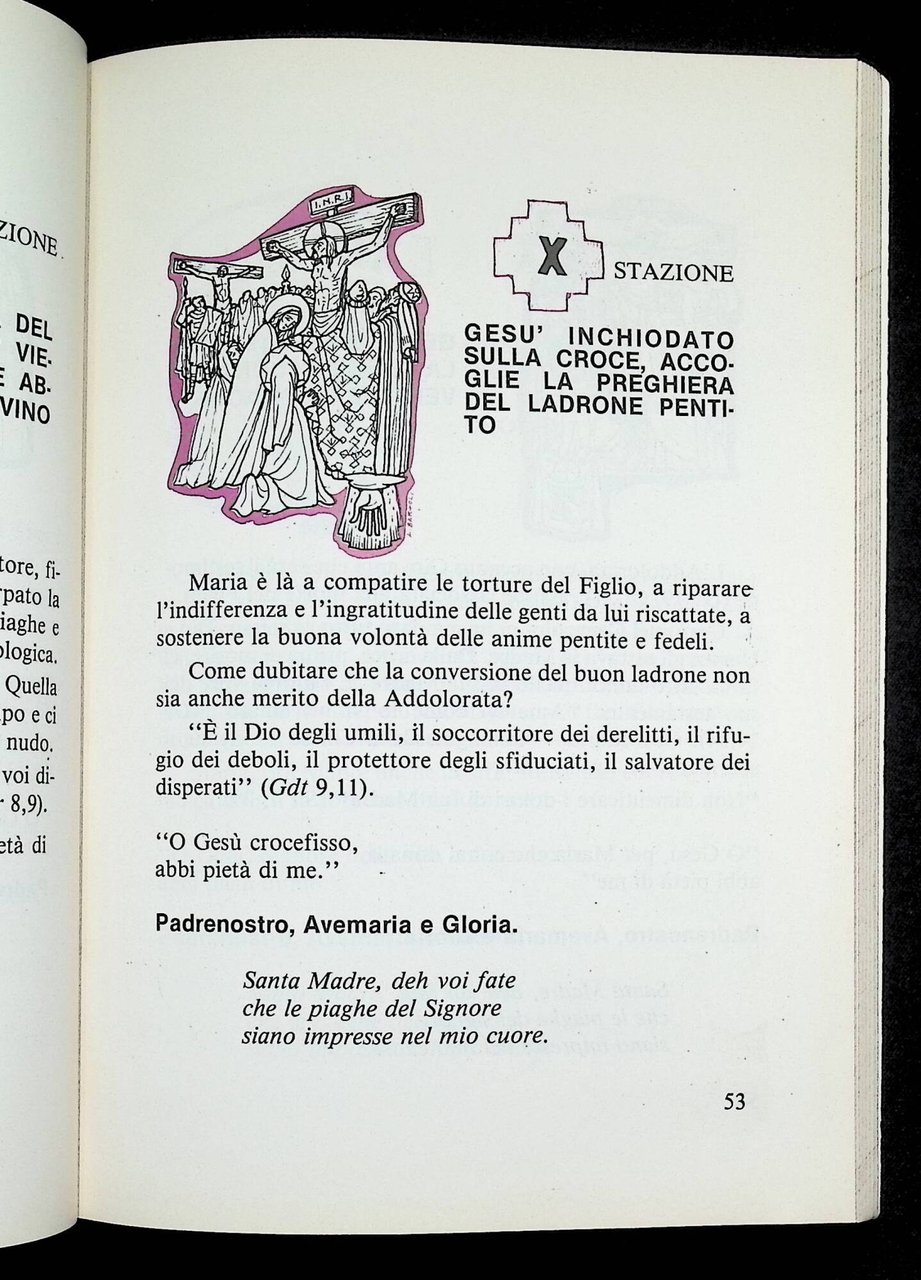 ZIONE
DEL
VIE-
E AB-
VINO
tore, fi-
rpato la
iaghe e
ologica.
Quella
po e ci
nudo.
voi di-
r 8,9).
età di
I.N.R.I.
X STAZIONE
GESU' INCHIODATO
SULLA CROCE, ACCO-
GLIE LA PREGHIERA
DEL LADRONE PENTI-
TO
Maria è là a compatire le torture del Figlio, a riparare
l'indifferenza e l'ingratitudine delle genti da lui riscattate, a
sostenere la buona volontà delle anime pentite e fedeli.
Come dubitare che la conversione del buon ladrone non
sia anche merito della Addolorata?
“È il Dio degli umili, il soccorritore dei derelitti, il rifu-
gio dei deboli, il protettore degli sfiduciati, il salvatore dei
disperati” (Gdt 9,11).
“O Gesù crocefisso,
abbi pietà di me.”
Padrenostro, Avemaria e Gloria.
Santa Madre, deh voi fate
che le piaghe del Signore
siano impresse nel mio cuore.
53